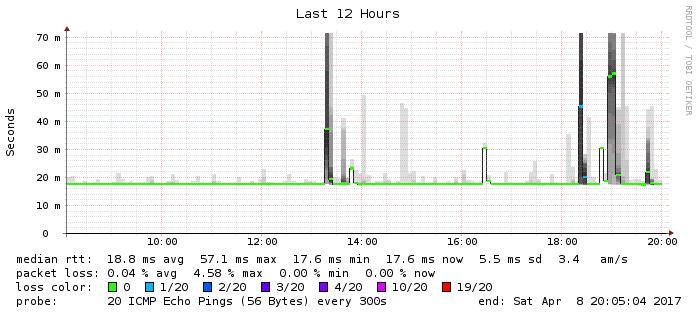 Last 12 Hours
RRDTOOL / TOBI OETIKER
Seconds
70 m
60 m
50 m
40 m
30 m
20 m
10 m
0
10:00 12:00 14:00 16:00 18:00 20:00
median rtt: 18.8 ms avg 57.1 ms max 17.6 ms min 17.6 ms now 5.5 ms sd 3.4 am/s
packet loss: 0.04 % avg 4.58 % max 0.00 % min 0.00 % now
loss color: 0 1/20 2/20 3/20 4/20 10/20 19/20
probe: 20 ICMP Echo Pings (56 Bytes) every 300s end: Sat Apr 8 20:05:04 2017